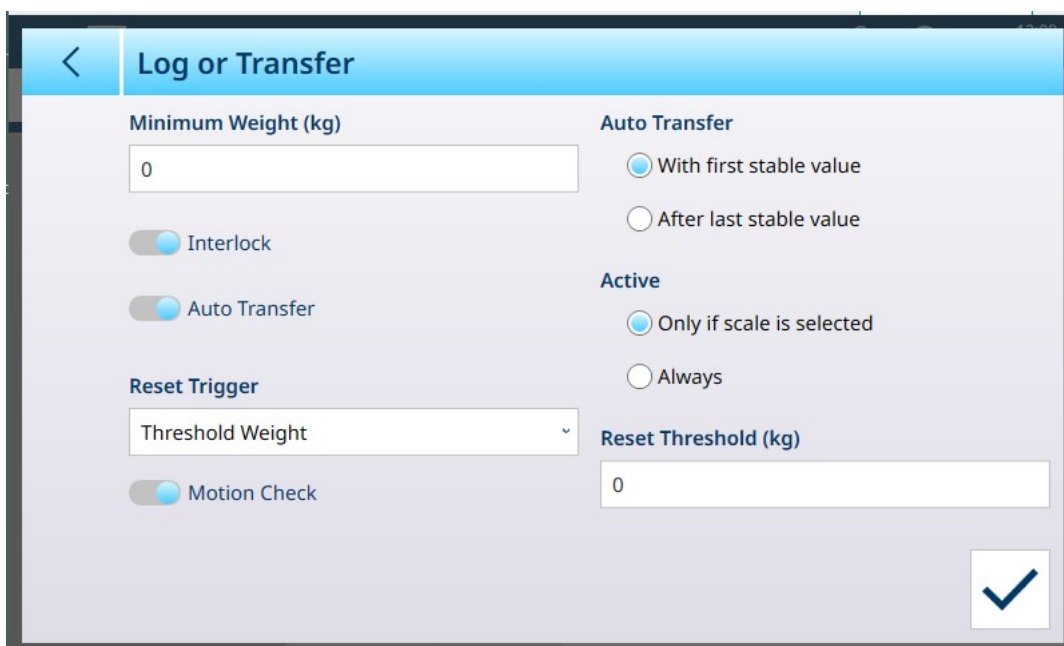 Log or Transfer
Minimum Weight (kg)
0
Interlock
Auto Transfer
Reset Trigger
Threshold Weight
Motion Check
Auto Transfer
With first stable value
After last stable value
Active
Only if scale is selected
Always
Reset Threshold (kg)
0